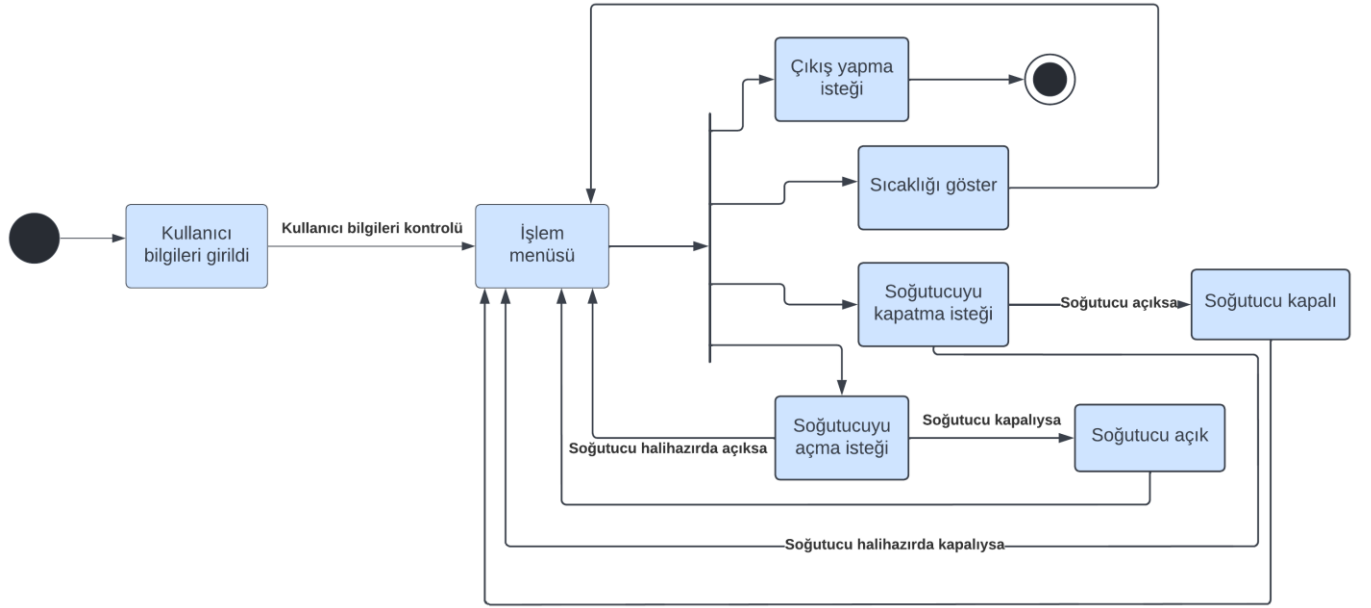 Çıkış yapma
isteği
Sıcaklığı göster
Kullanıcı
bilgileri girildi
Kullanıcı bilgileri kontrolü
İşlem
menüsü
Soğutucuyu
kapatma isteği
Soğutucu açıksa
Soğutucu kapalı
Soğutucuyu
açma isteği
Soğutucu halihazırda açıksa
Soğutucu kapalıysa
Soğutucu açık
Soğutucu halihazırda kapalıysa